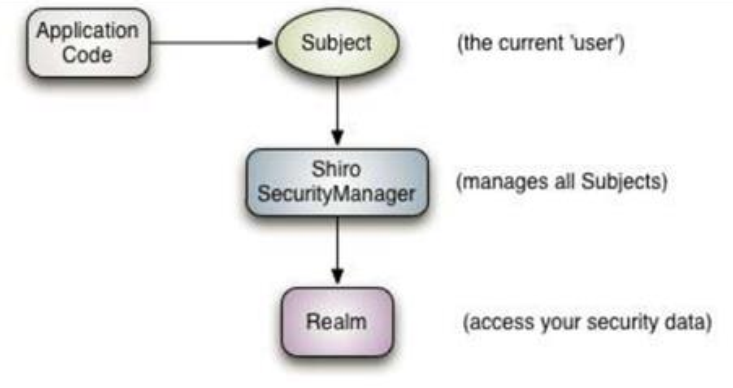 Application
Code
Subject
(the current 'user')
Shiro
SecurityManager
(manages all Subjects)
Realm
(access your security data)